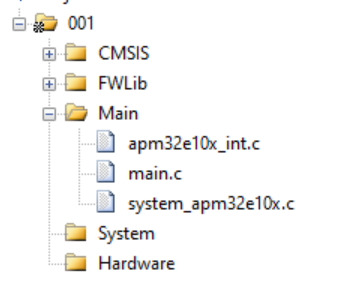 001
CMSIS
FWLib
Main
apm32e10x_int.c
main.c
system_apm32e10x.c
System
Hardware